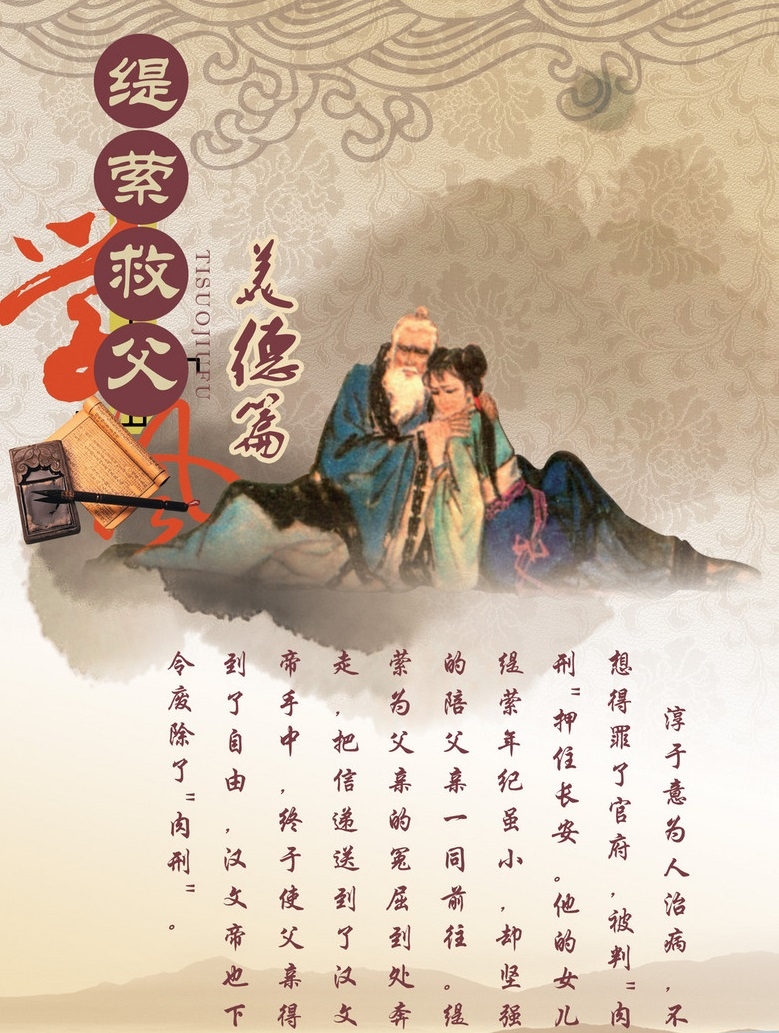 缇萦救父
TISUOJIUFU
美德篇
学风
淳于意为人治病，不
想得罪了官府，被判"肉
刑"押住长安。他的女儿
缇萦年纪虽小，却坚强
的陪父亲一同前往。缇
萦为父亲的冤屈到处奔
走，把信递送到了汉文
帝手中，终于使父亲得
到了自由，汉文帝也下
令废除了"肉刑"。